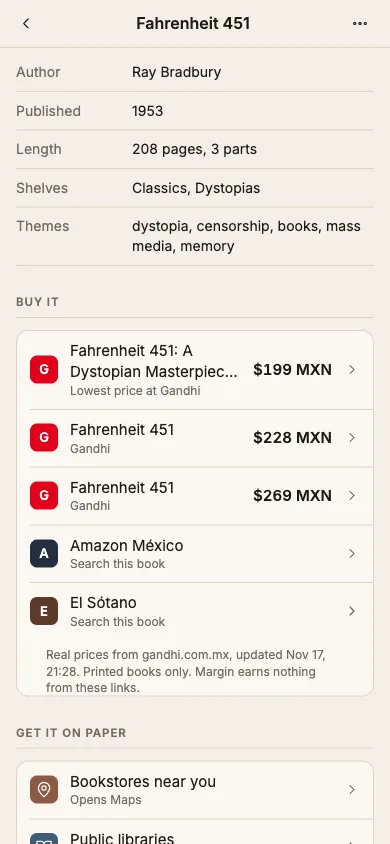 Fahrenheit 451
Author Ray Bradbury
Published 1953
Length 208 pages, 3 parts
Shelves Classics, Dystopias
Themes dystopia, censorship, books, mass
media, memory
BUY IT
G Fahrenheit 451: A
Dystopian Masterpiec... $199 MXN
Lowest price at Gandhi
G Fahrenheit 451 $228 MXN
Gandhi
G Fahrenheit 451 $269 MXN
Gandhi
A Amazon México
Search this book
E El Sótano
Search this book
Real prices from gandhi.com.mx, updated Nov 17,
21:28. Printed books only. Margin earns nothing
from these links.
GET IT ON PAPER
Bookstores near you
Opens Maps
Public libraries